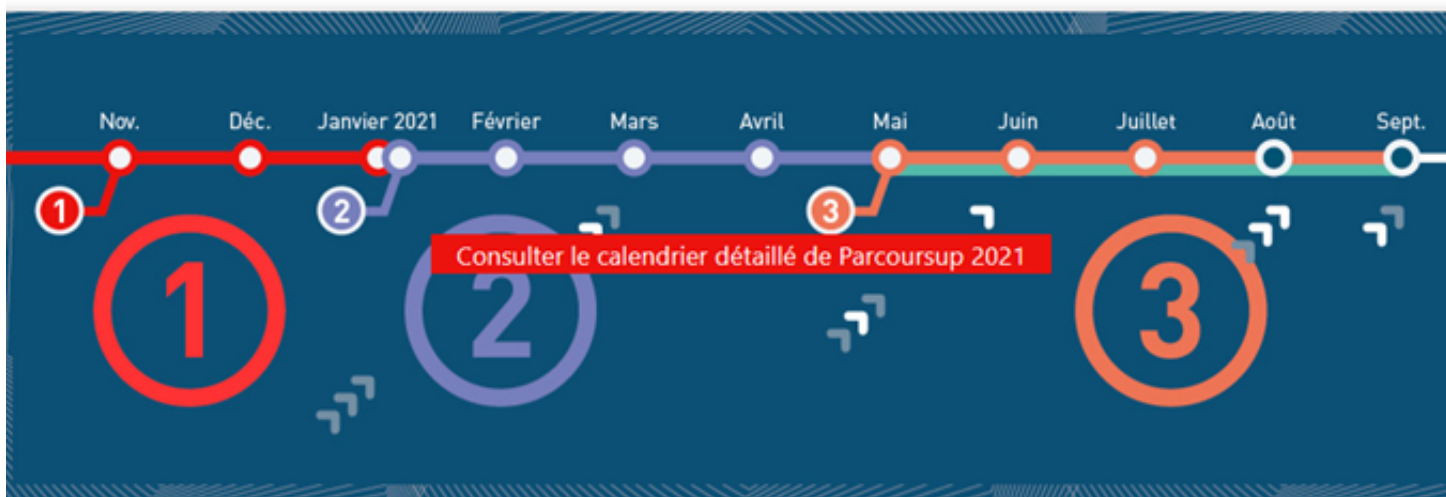 Nov. Déc. Janvier 2021 Février Mars Avril Mai Juin Juillet Août Sept.
1 2 3
Consulter le calendrier détaillé de Parcoursup 2021
1 2 3